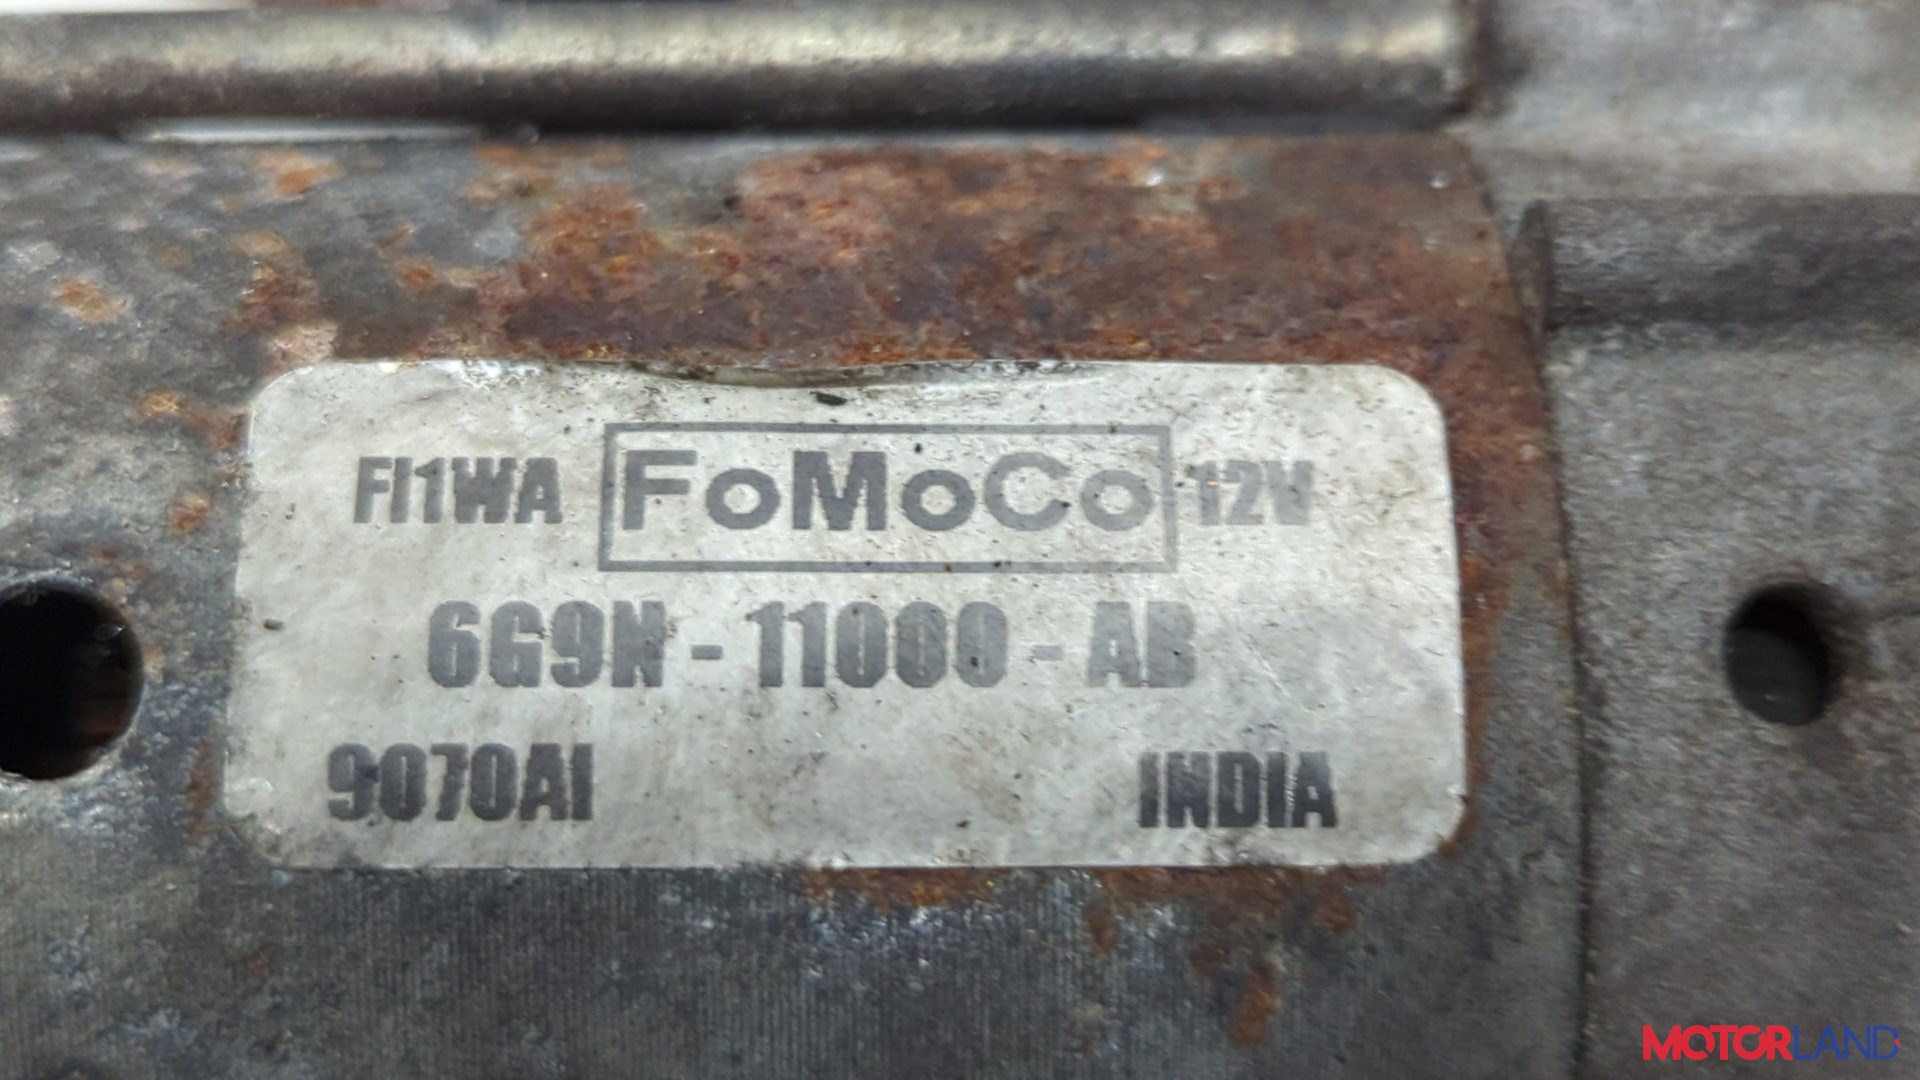 FI1WA FoMoCo 12V
6G9N - 11000 - AB
9070AI INDIA
MOTORLAND